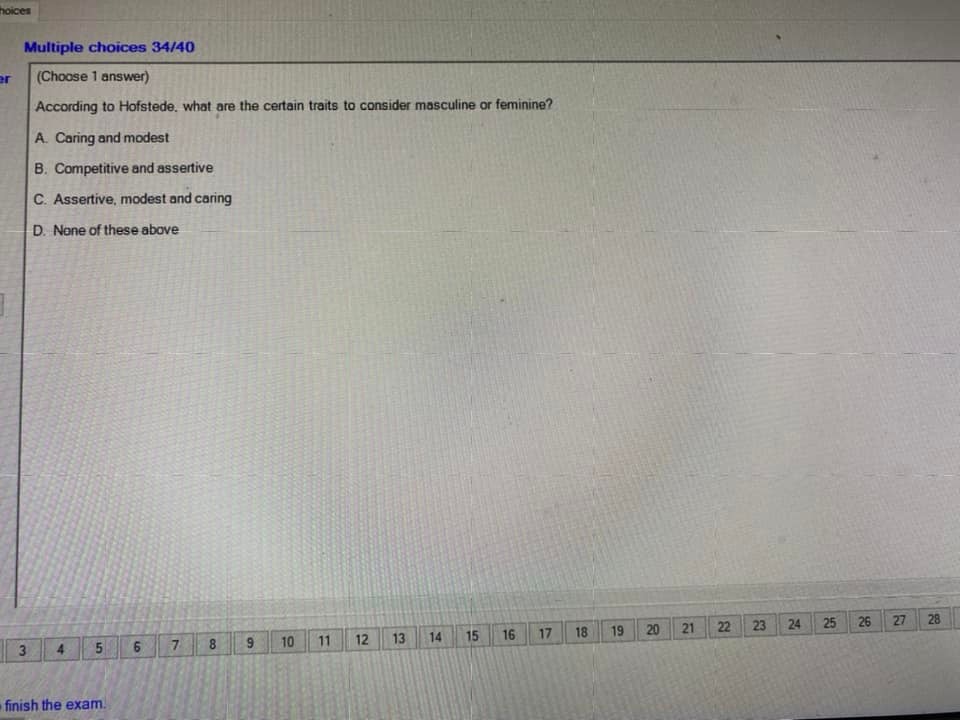 hoices
Multiple choices 34/40
er
(Choose 1 answer)
According to Hofstede, what are the certain traits to consider masculine or feminine?
A. Caring and modest
B. Competitive and assertive
C. Assertive, modest and caring
D. None of these above
3 4 5 6 7 8 9 10 11 12 13 14 15 16 17 18 19 20 21 22 23 24 25 26 27 28
finish the exam.